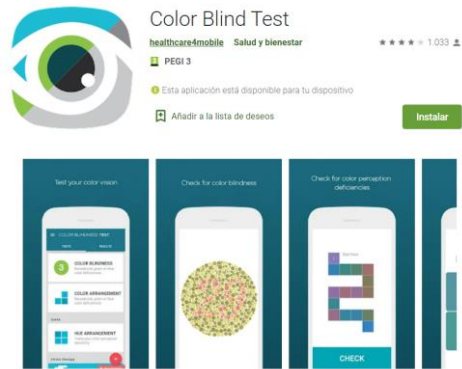 Color Blind Test
healthcare4mobile Salud y bienestar 1.033
PEGI 3
Esta aplicación está disponible para tu dispositivo
Añadir a la lista de deseos
Instalar
Test your color vision
Check for color blindness
Check for color perception
deficiencies
COLOR BLINDNESS TEST
TESTS
3
COLOR BLINDNESS
COLOR ARRANGEMENT
HUE ARRANGEMENT
CHECK